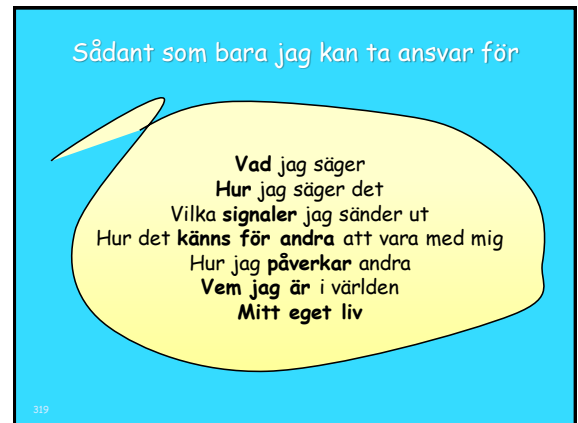 Sådant som bara jag kan ta ansvar för
Vad jag säger
Hur jag säger det
Vilka signaler jag sänder ut
Hur det känns för andra att vara med mig
Hur jag påverkar andra
Vem jag är i världen
Mitt eget liv
319